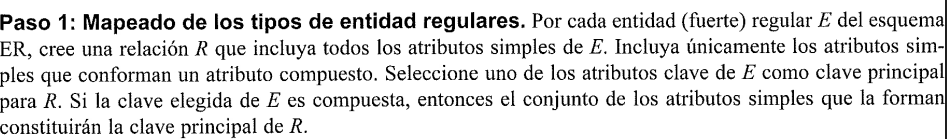 Paso 1: Mapeado de los tipos de entidad regulares. Por cada entidad (fuerte) regular E del esquema
ER, cree una relación R que incluya todos los atributos simples de E. Incluya únicamente los atributos sim-
ples que conforman un atributo compuesto. Seleccione uno de los atributos clave de E como clave principal
para R. Si la clave elegida de E es compuesta, entonces el conjunto de los atributos simples que la forman
constituirán la clave principal de R.